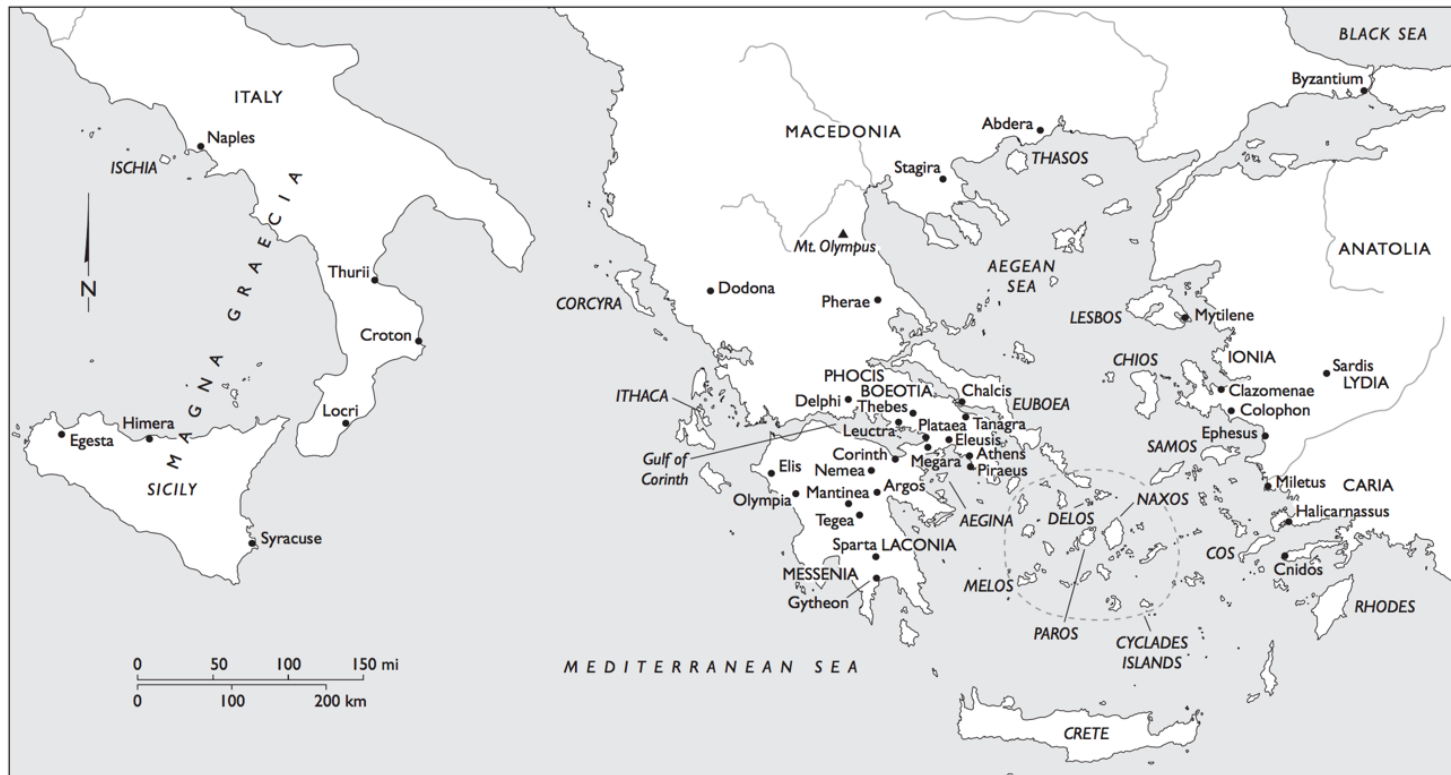 BLACK SEA
Byzantium
ITALY
MACEDONIA
Abdera
Naples
THASOS
ISCHIA
Stagira
MAGNA GRAECIA
Mt. Olympus
ANATOLIA
AEGEAN
SEA
Thurii
N
Dodona
CORCYRA
Pherae
LESBOS
Mytilene
Croton
CHIOS
IONIA
Sardis
LYDIA
PHOCIS
BOEOTIA
Chalcis
Clazomenae
ITHACA
Delphi
Thebes
EUBOEA
Colophon
Locri
Himera
Plataea
Tanagra
Egesta
Leuctra
Eleusis
Ephesus
Gulf of
Corinth
Corinth
Megara
Athens
SAMOS
Elis
Nemea
Piraeus
SICILY
Olympia
Mantinea
Argos
Miletus
CARIA
NAXOS
Tegea
AEGINA
DELOS
Halicarnassus
Syracuse
Sparta
LACONIA
COS
MESSENIA
MELOS
Cnidos
Gytheon
RHODES
PAROS
CYCLADES
ISLANDS
0 50 100 150 mi
0 100 200 km
MEDITERRANEAN SEA
CRETE